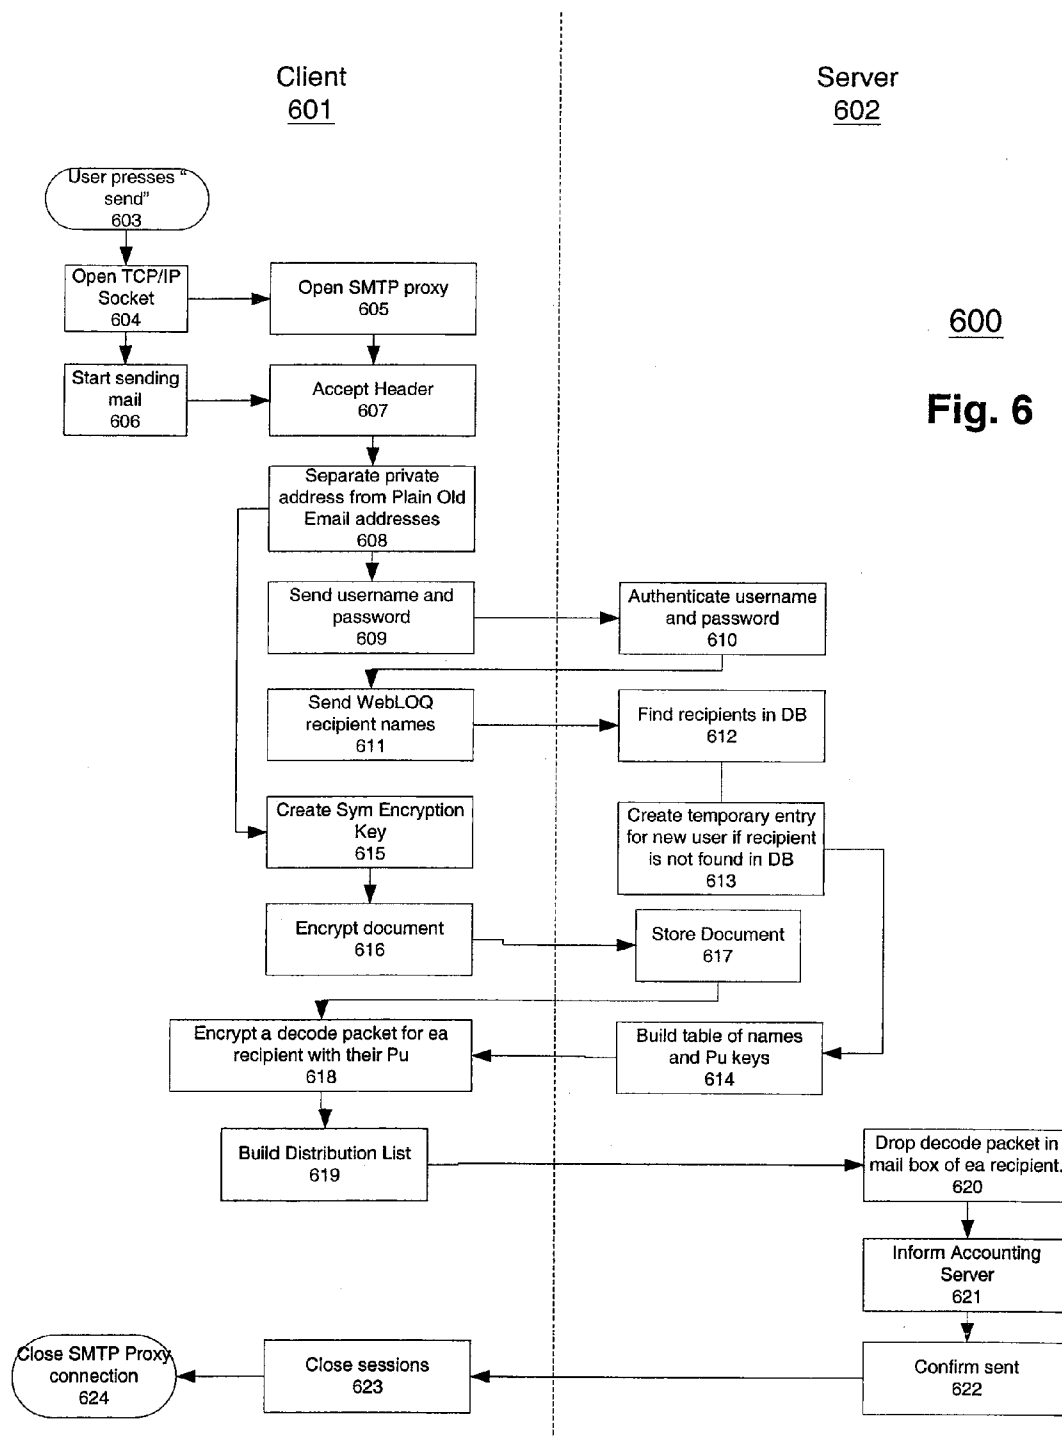 Client
601
Server
602
User presses “
send”
603
Open TCP/IP
Socket
604
Open SMTP proxy
605
600
Fig. 6
Start sending
mail
606
Accept Header
607
Separate private
address from Plain Old
Email addresses
608
Send username and
password
609
Authenticate username
and password
610
Send WebLOQ
recipient names
611
Find recipients in DB
612
Create Sym Encryption
Key
615
Create temporary entry
for new user if recipient
is not found in DB
613
Encrypt document
616
Store Document
617
Encrypt a decode packet for ea
recipient with their Pu
618
Build table of names
and Pu keys
614
Build Distribution List
619
Drop decode packet in
mail box of ea recipient.
620
Inform Accounting
Server
621
Close SMTP Proxy
connection
624
Close sessions
623
Confirm sent
622